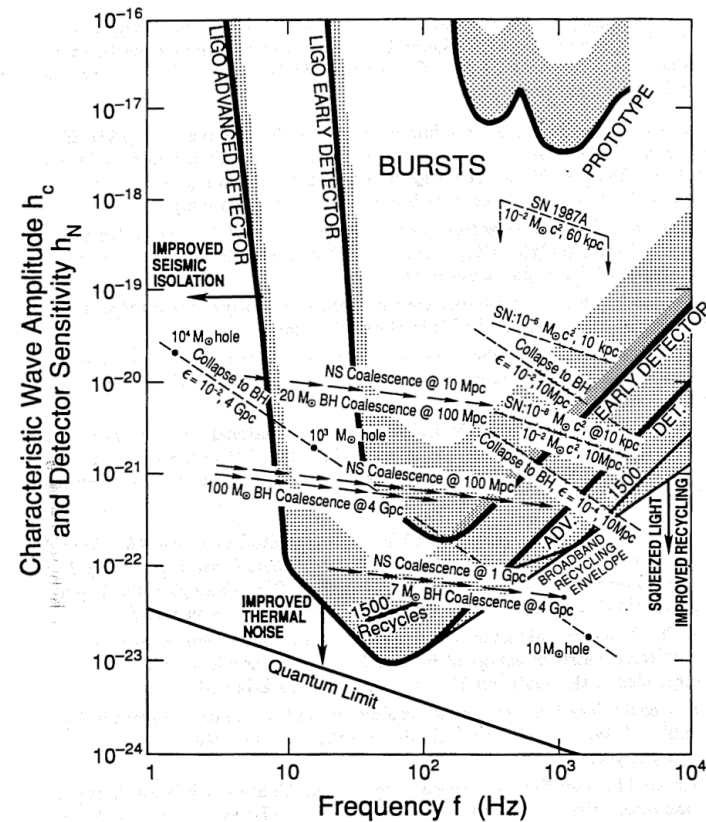 Characteristic Wave Amplitude h_c
and Detector Sensitivity h_N
10⁻¹⁶
10⁻¹⁷
10⁻¹⁸
10⁻¹⁹
10⁻²⁰
10⁻²¹
10⁻²²
10⁻²³
10⁻²⁴
LIGO ADVANCED DETECTOR
LIGO EARLY DETECTOR
PROTOTYPE
BURSTS
SN 1987A
10⁻² M⊙ c², 60 kpc
IMPROVED
SEISMIC
ISOLATION
10⁴ M⊙ hole
Collapse to BH
ε = 10⁻², 4 Gpc
SN:10⁻⁶ M⊙ c², 10 kpc
Collapse to BH
10Mpc
EARLY DETECTOR
NS Coalescence @ 10 Mpc
20 M⊙ BH Coalescence @ 100 Mpc
SN:10⁻⁸ M⊙ c² @10 kpc
10⁻² M⊙ c², 10Mpc
10³ M⊙ hole
Collapse to BH, ε = 10⁻⁴ 10Mpc
ADV. DET.
1500
NS Coalescence @ 100 Mpc
100 M⊙ BH Coalescence @4 Gpc
SQUEEZED LIGHT
IMPROVED RECYCLING
BROADBAND
RECYCLING
ENVELOPE
NS Coalescence @ 1 Gpc
7 M⊙ BH Coalescence @4 Gpc
1500
Recycles
IMPROVED
THERMAL
NOISE
10 M⊙ hole
Quantum Limit
1
10
10²
10³
10⁴
Frequency f (Hz)